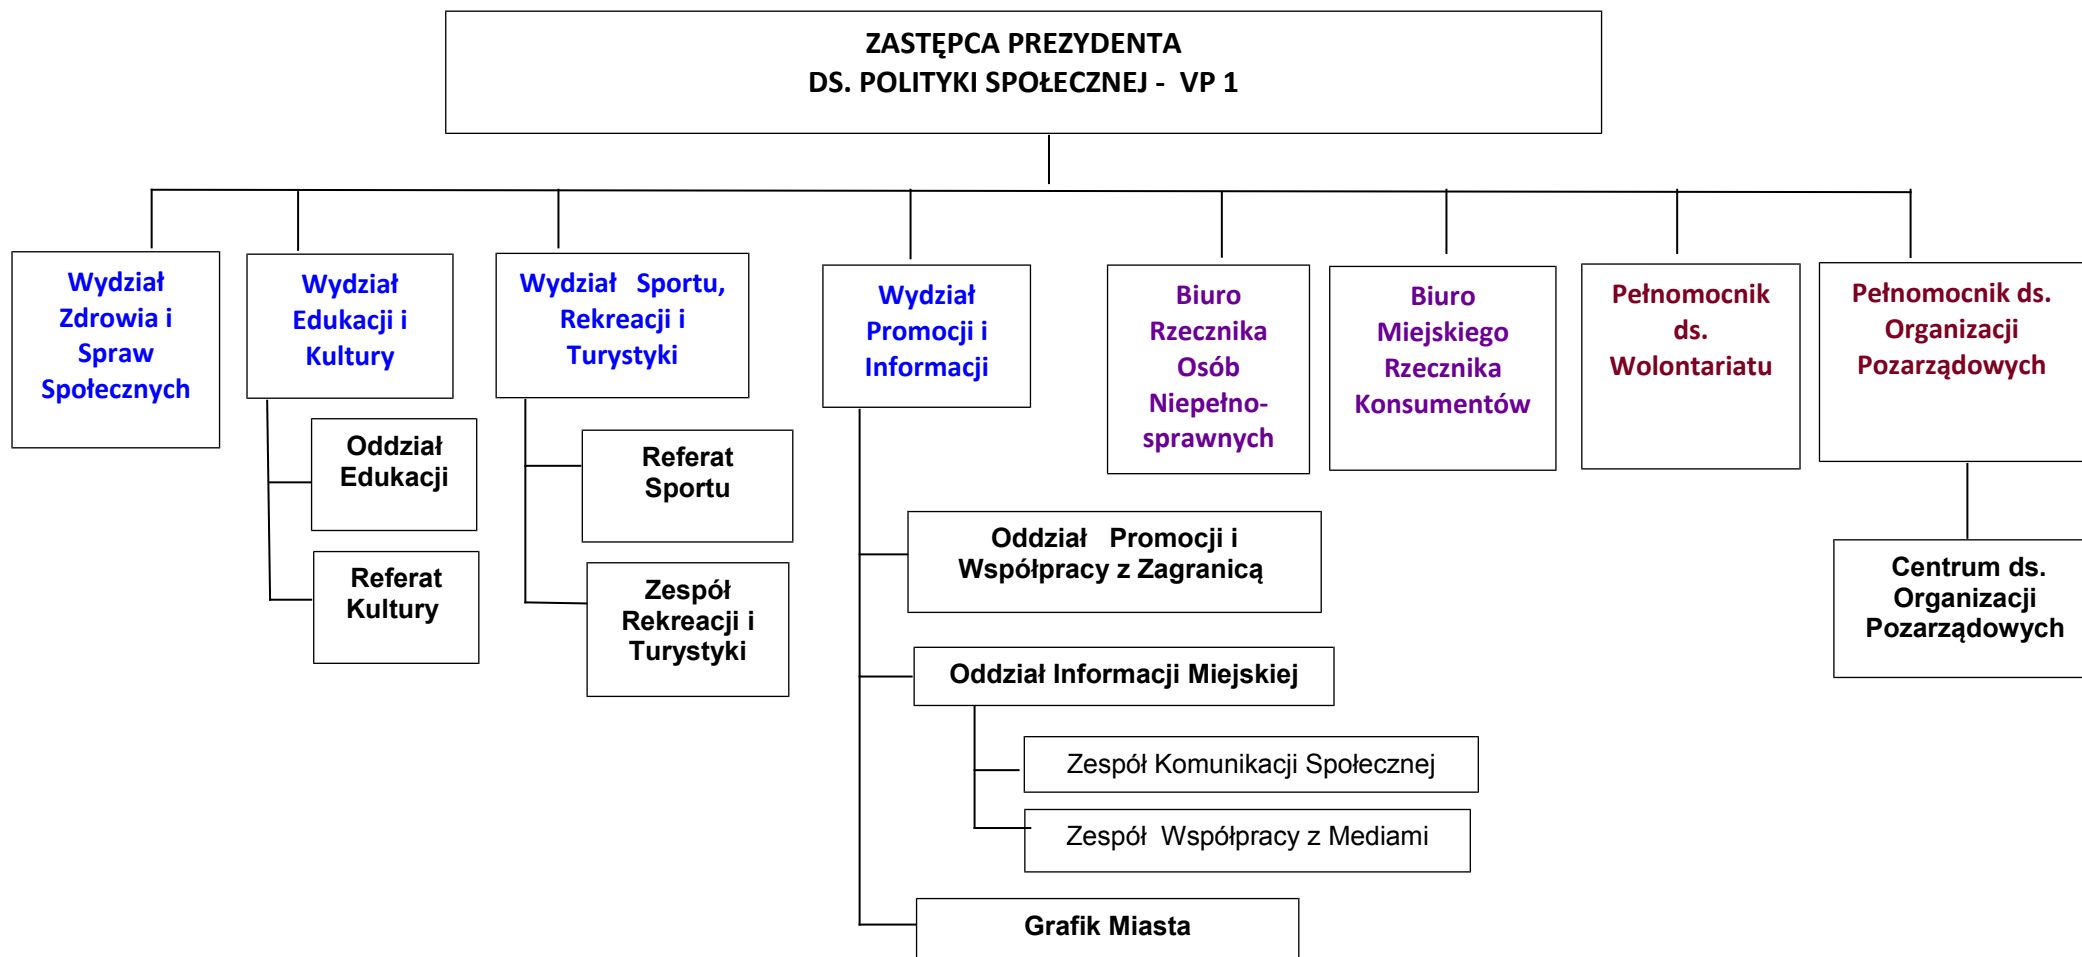 ZASTĘPCA PREZYDENTA
DS. POLITYKI SPOŁECZNEJ - VP 1
Wydział
Zdrowia i
Spraw
Społecznych
Wydział
Edukacji i
Kultury
Wydział Sportu,
Rekreacji i
Turystyki
Wydział
Promocji i
Informacji
Biuro
Rzecznika
Osób
Niepełno-
sprawnych
Biuro
Miejskiego
Rzecznika
Konsumentów
Pełnomocnik
ds.
Wolontariatu
Pełnomocnik ds.
Organizacji
Pozarządowych
Oddział
Edukacji
Referat
Kultury
Referat
Sportu
Zespół
Rekreacji i
Turystyki
Oddział Promocji i
Współpracy z Zagranicą
Oddział Informacji Miejskiej
Zespół Komunikacji Społecznej
Zespół Współpracy z Mediami
Grafik Miasta
Centrum ds.
Organizacji
Pozarządowych